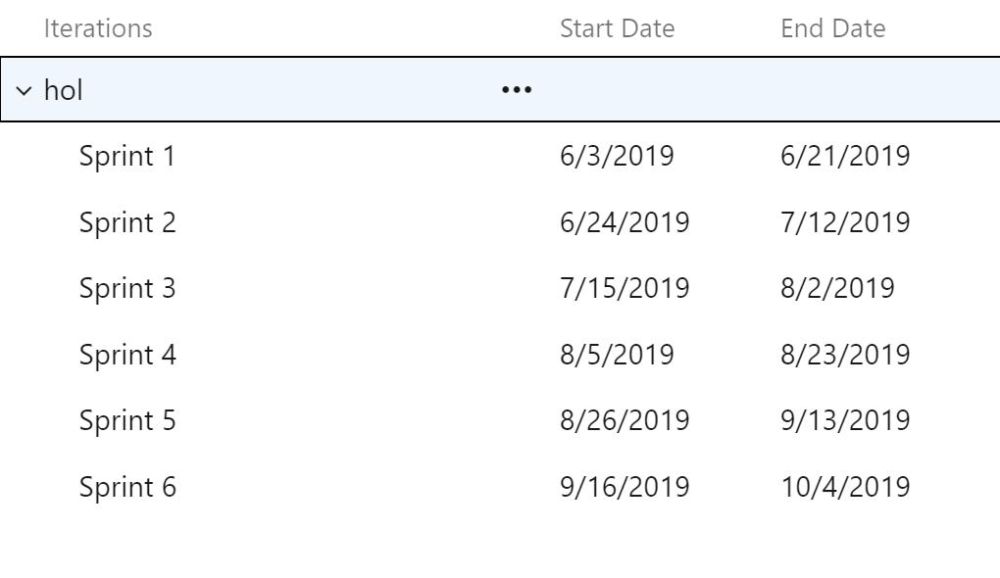 Iterations Start Date End Date
hol •••
Sprint 1 6/3/2019 6/21/2019
Sprint 2 6/24/2019 7/12/2019
Sprint 3 7/15/2019 8/2/2019
Sprint 4 8/5/2019 8/23/2019
Sprint 5 8/26/2019 9/13/2019
Sprint 6 9/16/2019 10/4/2019